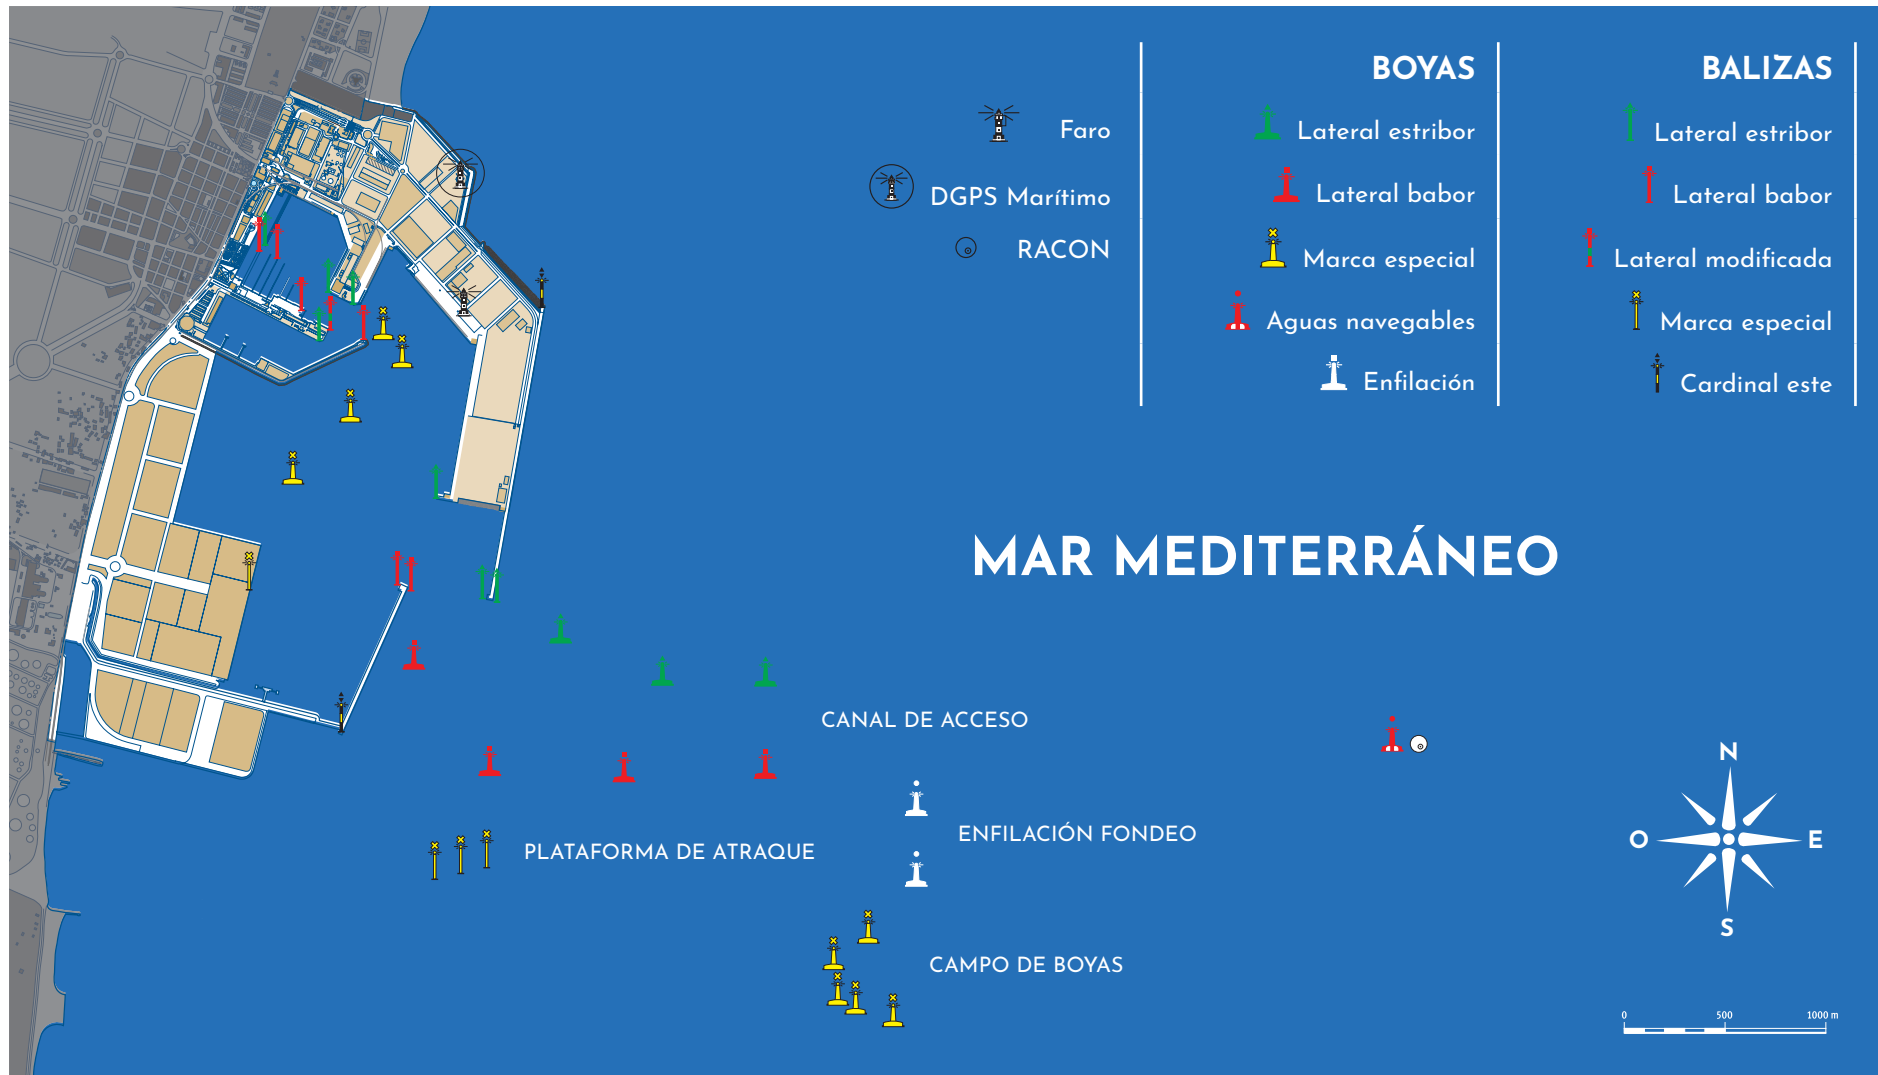 BOYAS
BALIZAS
Faro
Lateral estribor
Lateral estribor
DGPS Marítimo
Lateral babor
Lateral babor
RACON
Marca especial
Lateral modificada
Aguas navegables
Marca especial
Enfilación
Cardinal este
MAR MEDITERRÁNEO
CANAL DE ACCESO
ENFILACIÓN FONDEO
PLATAFORMA DE ATRAQUE
CAMPO DE BOYAS
N
O
E
S
0 500 1000 m